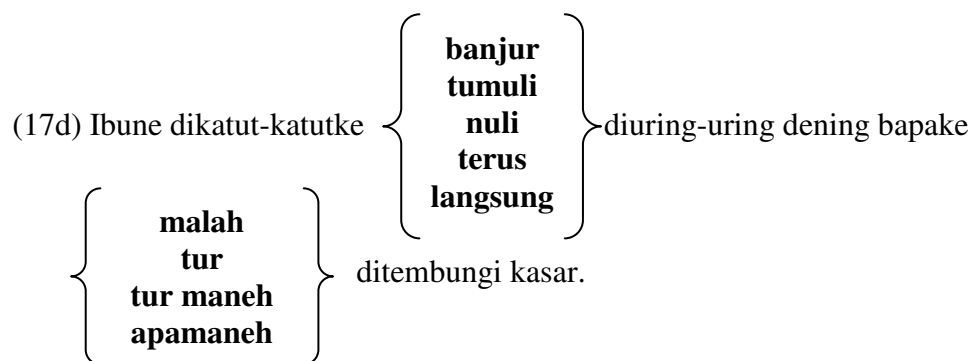 banjur
tumuli
(17d) Ibune dikatut-katutke nuli diuring-uring dening bapake
terus
langsung
malah
tur
ditembungi kasar.
tur maneh
apamaneh